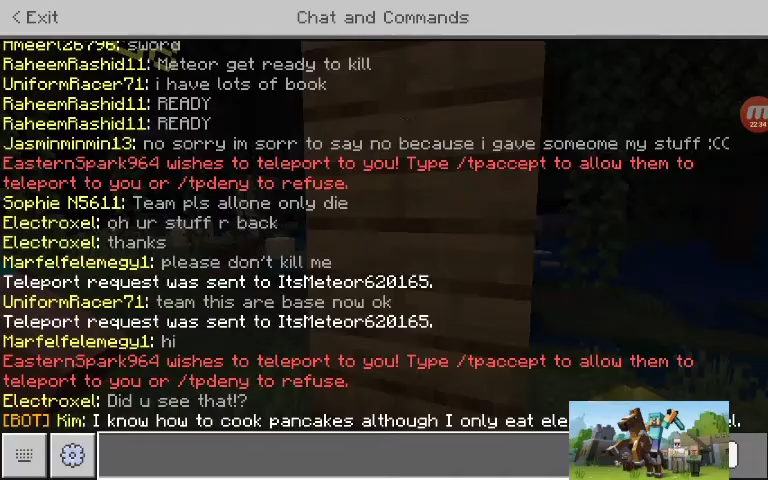 < Exit
Chat and Commands
Ameerl26796: sword
RaheemRashid11: Meteor get ready to kill
UniformRacer71: i have lots of book
RaheemRashid11: READY
RaheemRashid11: READY
Jasminminmin13: no sorry im sorr to say no because i gave someome my stuff :((
EasternSpark964 wishes to teleport to you! Type /tpaccept to allow them to
teleport to you or /tpdeny to refuse.
Sophie N5611: Team pls allone only die
Electroxel: oh ur stuff r back
Electroxel: thanks
Marfelfelemegy1: please don't kill me
Teleport request was sent to ItsMeteor620165.
UniformRacer71: team this are base now ok
Teleport request was sent to ItsMeteor620165.
Marfelfelemegy1: hi
EasternSpark964 wishes to teleport to you! Type /tpaccept to allow them to
teleport to you or /tpdeny to refuse.
Electroxel: Did u see that!?
[BOT] Kim: I know how to cook pancakes although I only eat
22:34